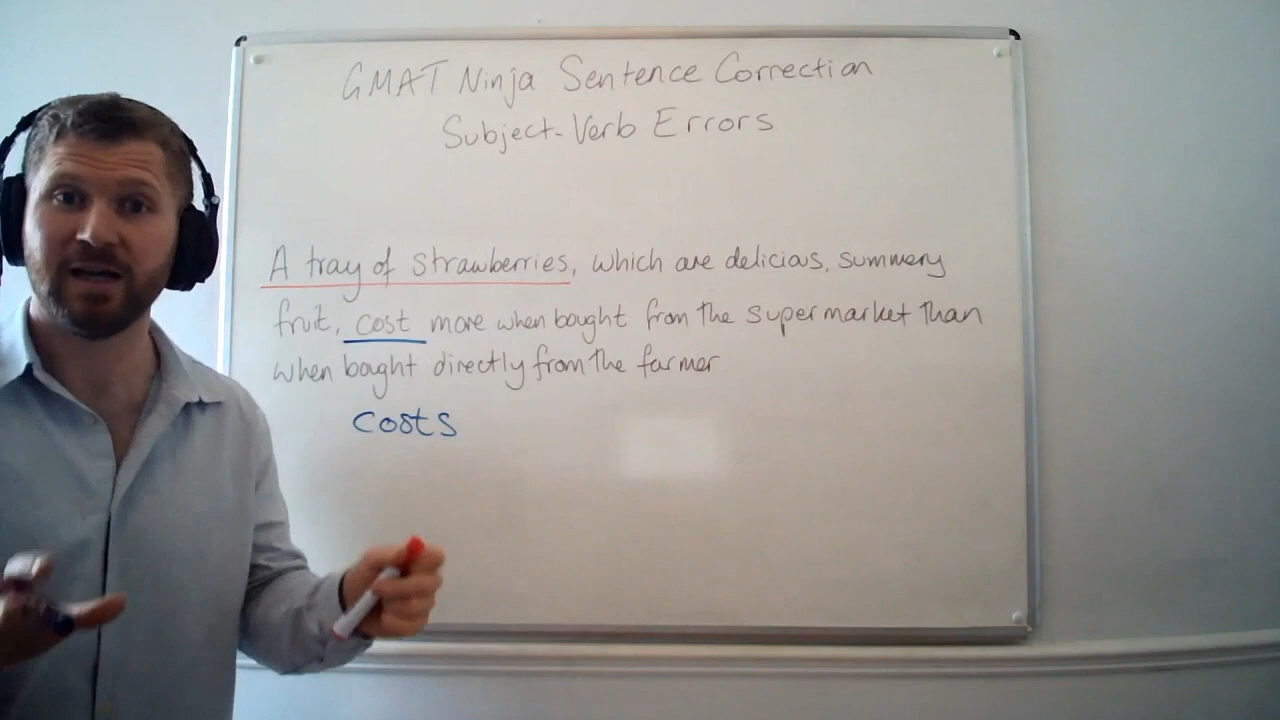 GMAT Ninja Sentence Correction
Subject-Verb Errors
A tray of strawberries, which are delicious, summery
fruit, cost more when bought from the supermarket than
when bought directly from the farmer
costs